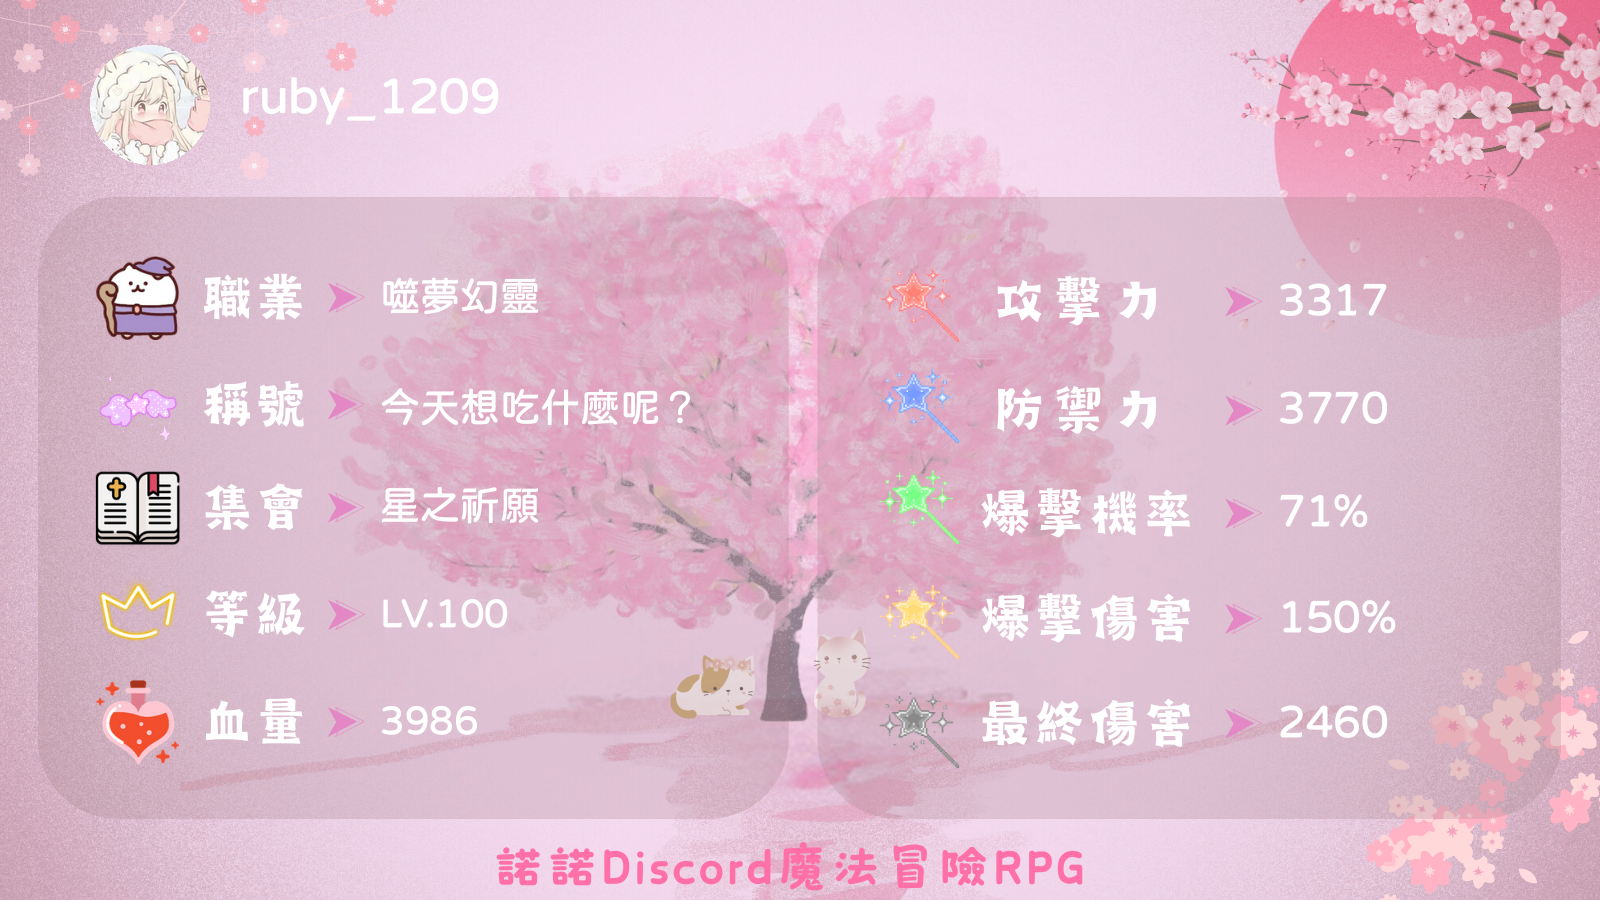 ruby_1209
職業 噬夢幻靈
稱號 今天想吃什麼呢？
集會 星之祈願
等級 LV.100
血量 3986
攻擊力 3317
防禦力 3770
爆擊機率 71%
爆擊傷害 150%
最終傷害 2460
諾諾Discord魔法冒險RPG